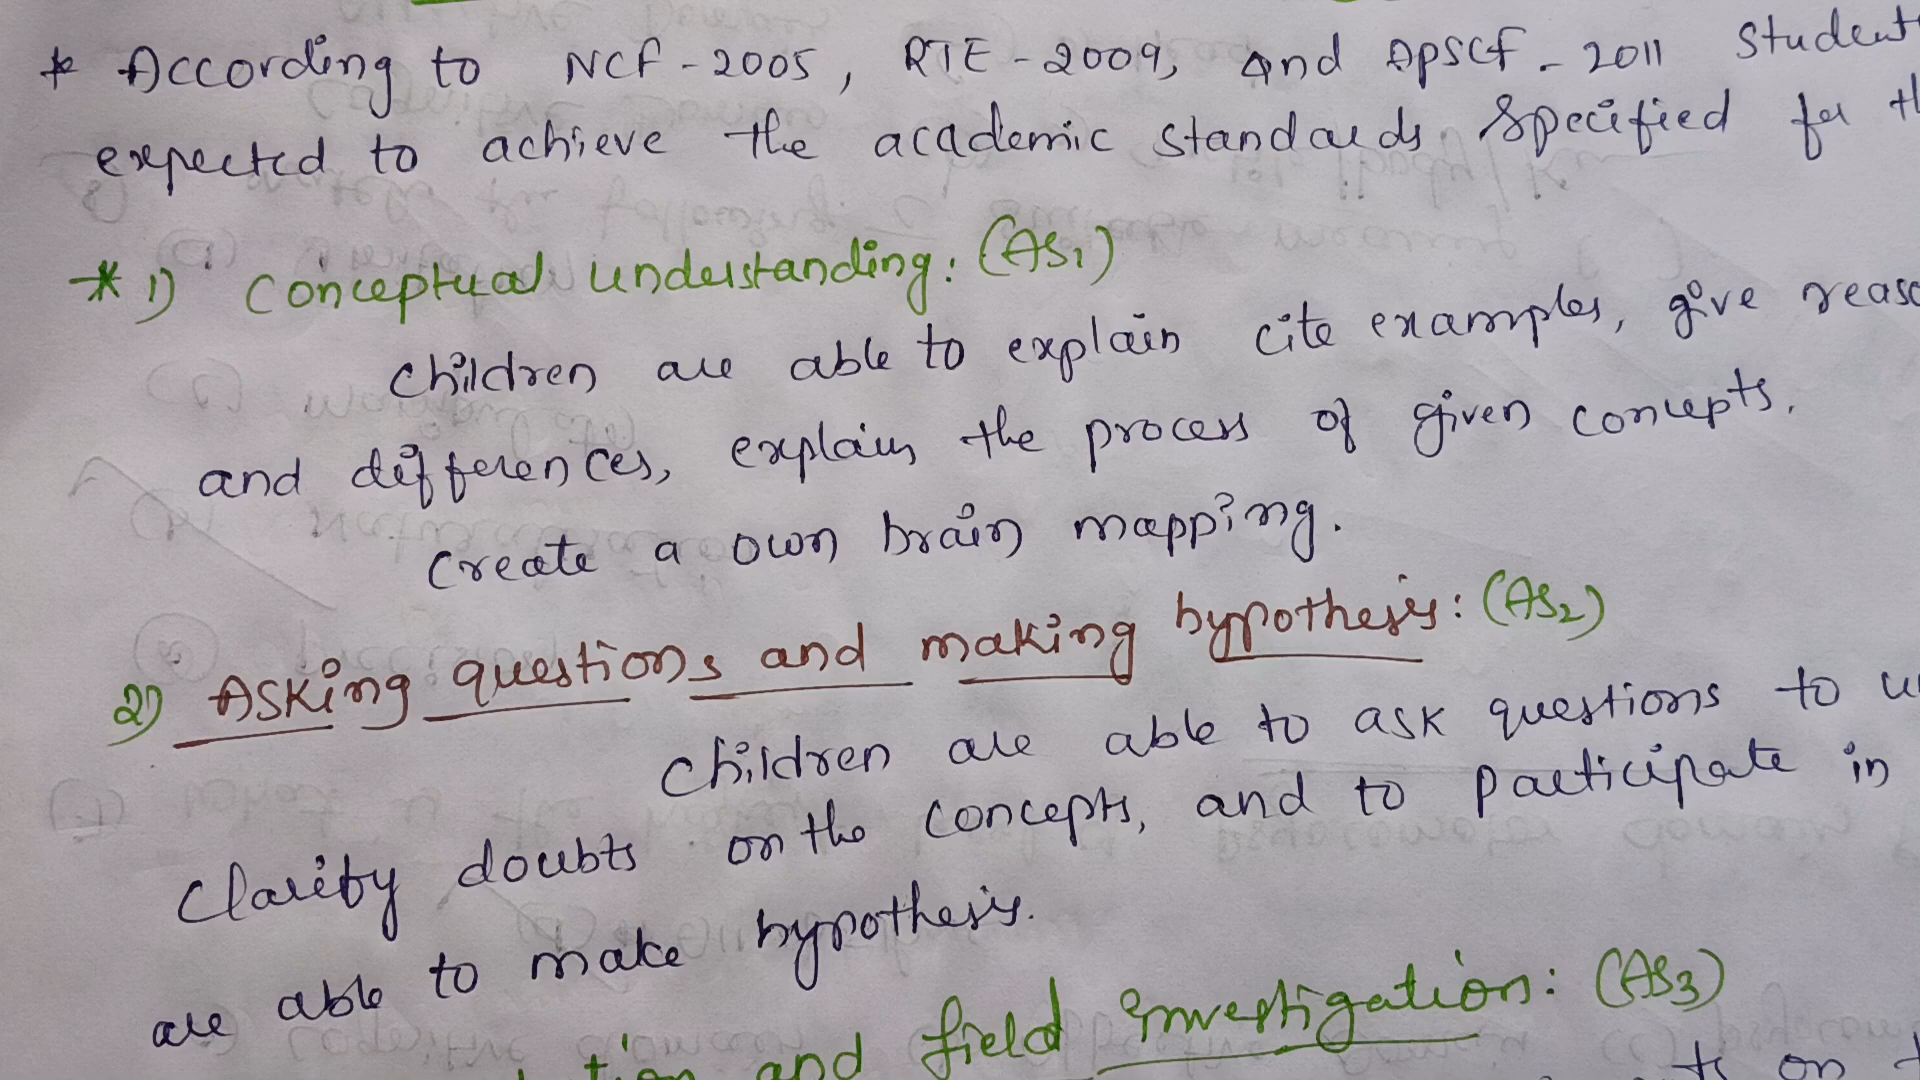 * According to NCF-2005, RTE-2009, and APSCF-2011 Student
expected to achieve the academic standards specified for th
* 1) Conceptual understanding: (AS1)
children are able to explain cite examples, give reaso
and differences, explain the process of given concepts.
Create a own brain mapping.
2) Asking questions and making hypothesis: (AS2)
Children are able to ask questions to
Clarity doubts on the concepts, and to participate in
are able to make hypothesis.
and field investigation: (AS3)
on